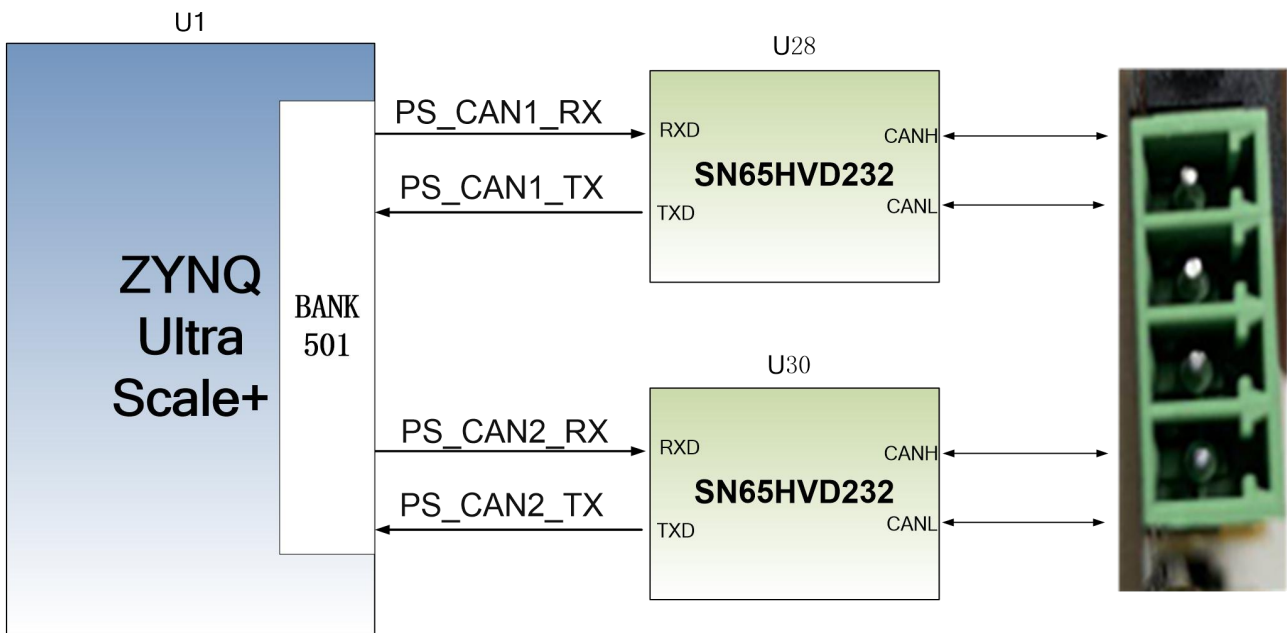 U1
ZYNQ
Ultra
Scale+
BANK
501
PS_CAN1_RX
PS_CAN1_TX
PS_CAN2_RX
PS_CAN2_TX
U28
RXD
TXD
SN65HVD232
CANH
CANL
U30
RXD
TXD
SN65HVD232
CANH
CANL